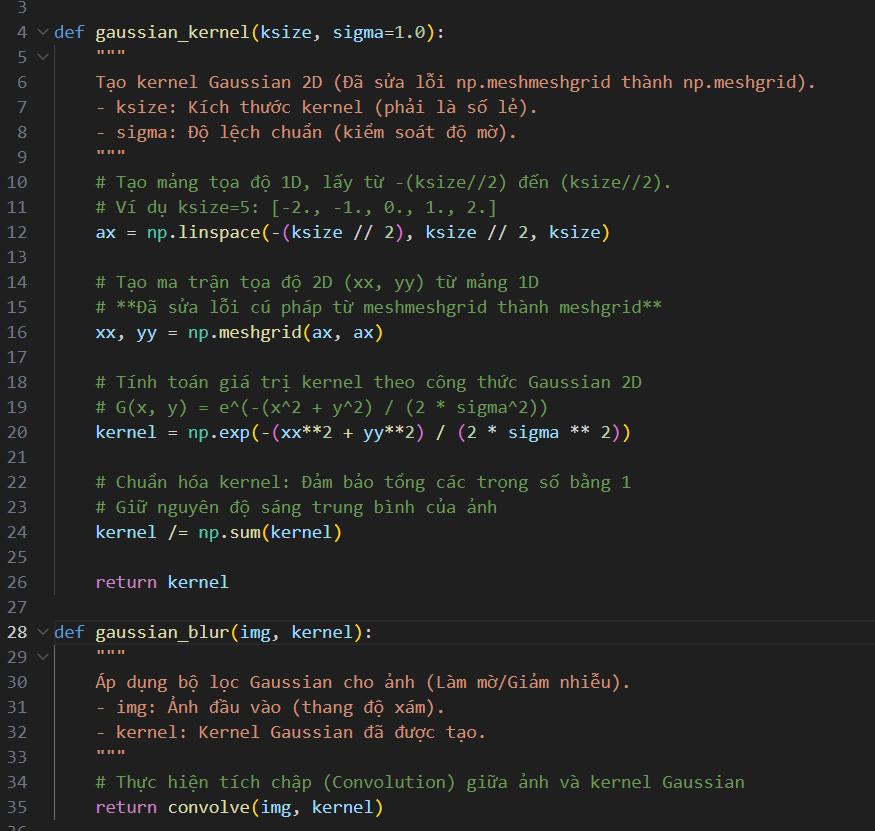 3
4 def gaussian_kernel(ksize, sigma=1.0):
5 """
6 Tạo kernel Gaussian 2D (Đã sửa lỗi np.meshmeshgrid thành np.meshgrid).
7 - ksize: Kích thước kernel (phải là số lẻ).
8 - sigma: Độ lệch chuẩn (kiểm soát độ mờ).
9 """
10 # Tạo mảng tọa độ 1D, lấy từ -(ksize//2) đến (ksize//2).
11 # Ví dụ ksize=5: [-2., -1., 0., 1., 2.]
12 ax = np.linspace(-(ksize // 2), ksize // 2, ksize)
13
14 # Tạo ma trận tọa độ 2D (xx, yy) từ mảng 1D
15 # **Đã sửa lỗi cú pháp từ meshmeshgrid thành meshgrid**
16 xx, yy = np.meshgrid(ax, ax)
17
18 # Tính toán giá trị kernel theo công thức Gaussian 2D
19 # G(x, y) = e^(-(x^2 + y^2) / (2 * sigma^2))
20 kernel = np.exp(-(xx**2 + yy**2) / (2 * sigma ** 2))
21
22 # Chuẩn hóa kernel: Đảm bảo tổng các trọng số bằng 1
23 # Giữ nguyên độ sáng trung bình của ảnh
24 kernel /= np.sum(kernel)
25
26 return kernel
27
28 def gaussian_blur(img, kernel):
29 """
30 Áp dụng bộ lọc Gaussian cho ảnh (Làm mờ/Giảm nhiễu).
31 - img: Ảnh đầu vào (thang độ xám).
32 - kernel: Kernel Gaussian đã được tạo.
33 """
34 # Thực hiện tích chập (Convolution) giữa ảnh và kernel Gaussian
35 return convolve(img, kernel)
36